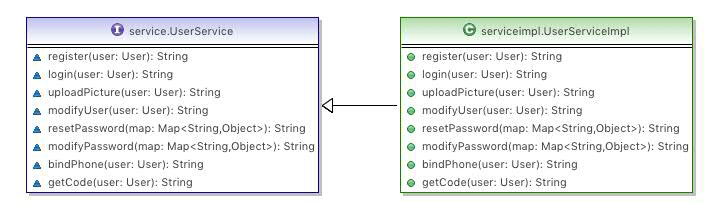 I service.UserService
register(user: User): String
login(user: User): String
uploadPicture(user: User): String
modifyUser(user: User): String
resetPassword(map: Map<String,Object>): String
modifyPassword(map: Map<String,Object>): String
bindPhone(user: User): String
getCode(user: User): String
C serviceimpl.UserServiceImpl
register(user: User): String
login(user: User): String
uploadPicture(user: User): String
modifyUser(user: User): String
resetPassword(map: Map<String,Object>): String
modifyPassword(map: Map<String,Object>): String
bindPhone(user: User): String
getCode(user: User): String